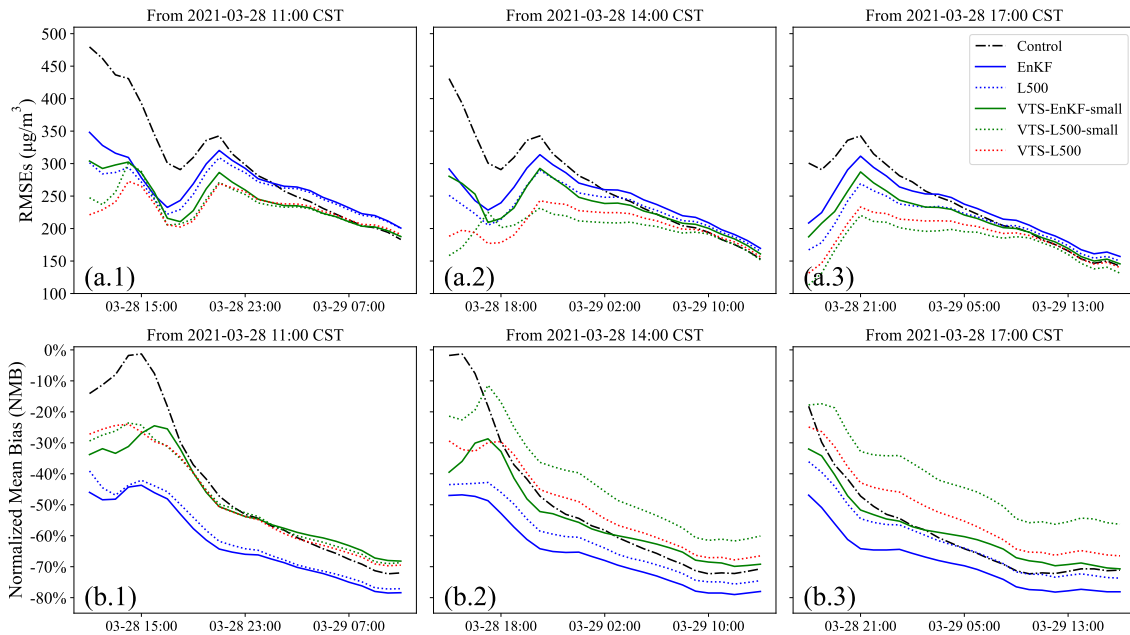 From 2021-03-28 11:00 CST
From 2021-03-28 14:00 CST
From 2021-03-28 17:00 CST
RMSEs (μg/m³)
500
450
400
350
300
250
200
150
100
Control
EnKF
L500
VTS-EnKF-small
VTS-L500-small
VTS-L500
(a.1)
(a.2)
(a.3)
03-28 15:00
03-28 23:00
03-29 07:00
03-28 18:00
03-29 02:00
03-29 10:00
03-28 21:00
03-29 05:00
03-29 13:00
From 2021-03-28 11:00 CST
From 2021-03-28 14:00 CST
From 2021-03-28 17:00 CST
Normalized Mean Bias (NMB)
0%
-10%
-20%
-30%
-40%
-50%
-60%
-70%
-80%
(b.1)
(b.2)
(b.3)
03-28 15:00
03-28 23:00
03-29 07:00
03-28 18:00
03-29 02:00
03-29 10:00
03-28 21:00
03-29 05:00
03-29 13:00